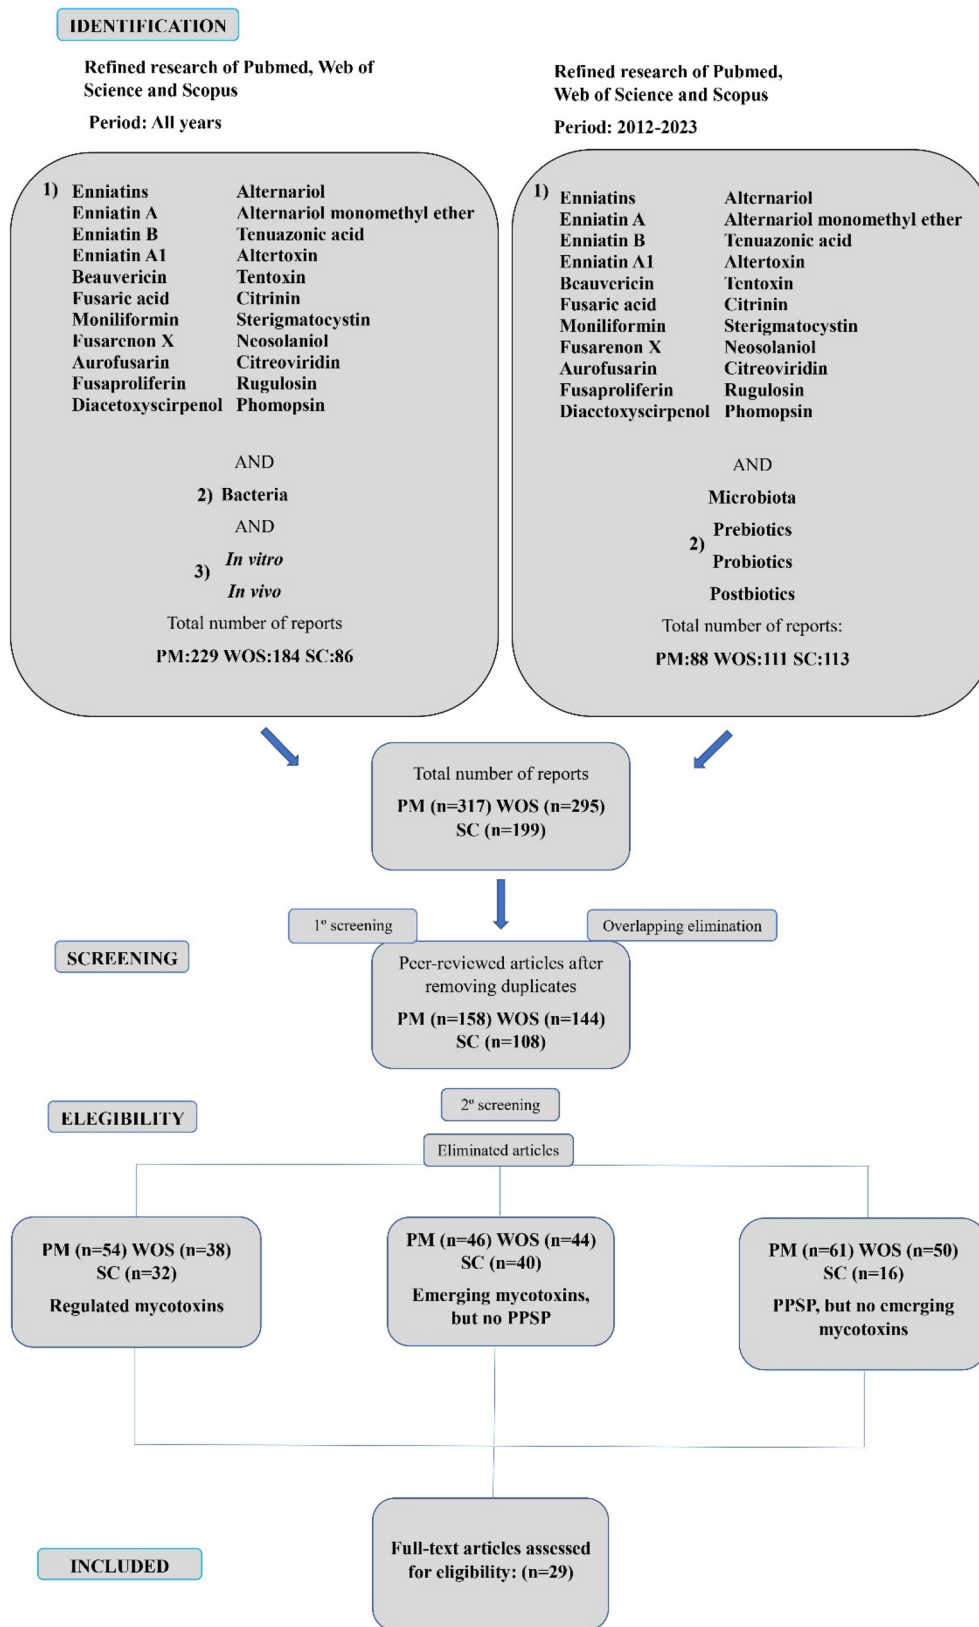 IDENTIFICATION
Refined research of Pubmed, Web of
Science and Scopus
Period: All years
1) Enniatins Alternariol
Enniatin A Alternariol monomethyl ether
Enniatin B Tenuazonic acid
Enniatin A1 Altertoxin
Beauvericin Tentoxin
Fusaric acid Citrinin
Moniliformin Sterigmatocystin
Fusarenon X Neosolaniol
Aurofusarin Citreoviridin
Fusaproliferin Rugulosin
Diacetoxyscirpenol Phomopsin
AND
2) Bacteria
AND
3) In vitro
In vivo
Total number of reports
PM:229 WOS:184 SC:86
Refined research of Pubmed,
Web of Science and Scopus
Period: 2012-2023
1) Enniatins Alternariol
Enniatin A Alternariol monomethyl ether
Enniatin B Tenuazonic acid
Enniatin A1 Altertoxin
Beauvericin Tentoxin
Fusaric acid Citrinin
Moniliformin Sterigmatocystin
Fusarenon X Neosolaniol
Aurofusarin Citreoviridin
Fusaproliferin Rugulosin
Diacetoxyscirpenol Phomopsin
AND
Microbiota
Prebiotics
2)
Probiotics
Postbiotics
Total number of reports:
PM:88 WOS:111 SC:113
Total number of reports
PM (n=317) WOS (n=295)
SC (n=199)
1º screening
Overlapping elimination
SCREENING
Peer-reviewed articles after
removing duplicates
PM (n=158) WOS (n=144)
SC (n=108)
2º screening
ELEGIBILITY
Eliminated articles
PM (n=54) WOS (n=38)
SC (n=32)
Regulated mycotoxins
PM (n=46) WOS (n=44)
SC (n=40)
Emerging mycotoxins,
but no PPSP
PM (n=61) WOS (n=50)
SC (n=16)
PPSP, but no emerging
mycotoxins
Full-text articles assessed
for eligibility: (n=29)
INCLUDED